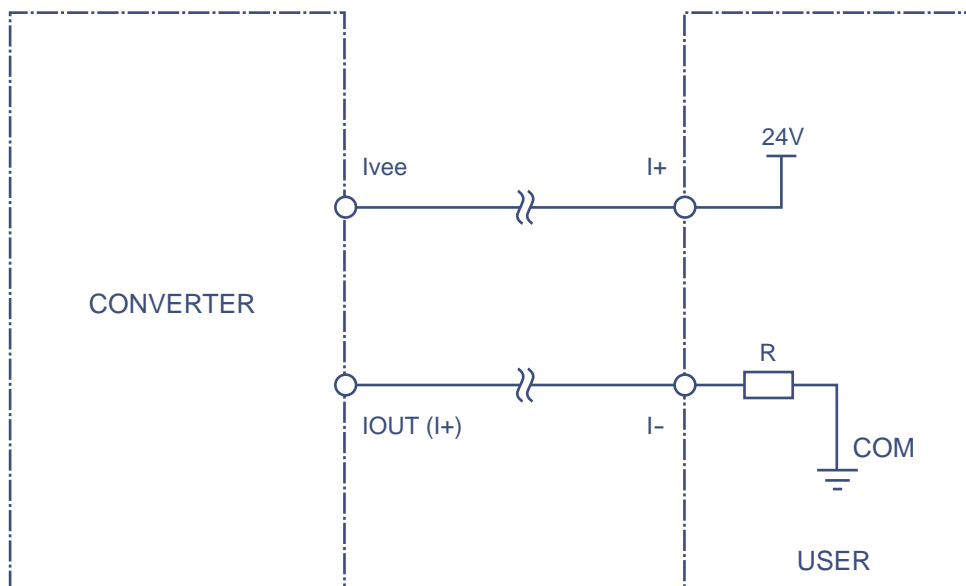 24V
Ivee
I+
CONVERTER
R
IOUT (I+)
I-
COM
USER